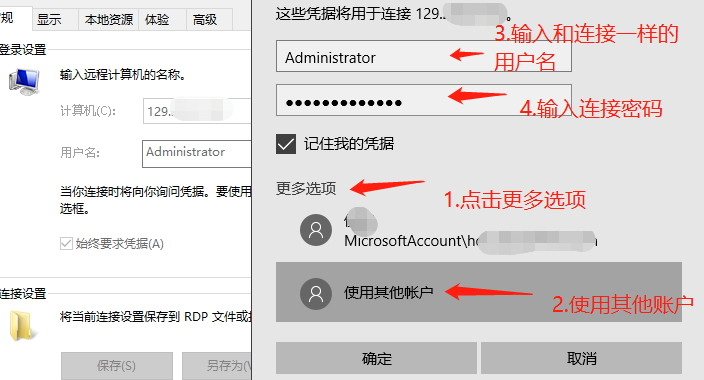 规 显示 本地资源 体验 高级
登录设置
输入远程计算机的名称。
计算机(C): 129.
用户名: Administrator
当你连接时将向你询问凭据。要使用
选框。
始终要求凭据(A)
连接设置
将当前连接设置保存到 RDP 文件或
保存(S) 另存为(V
这些凭据将用于连接 129. 。
Administrator
3.输入和连接一样的
用户名
●●●●●●●●●●●●●
4.输入连接密码
记住我的凭据
更多选项
1.点击更多选项
MicrosoftAccount\h
使用其他帐户
2.使用其他账户
确定 取消